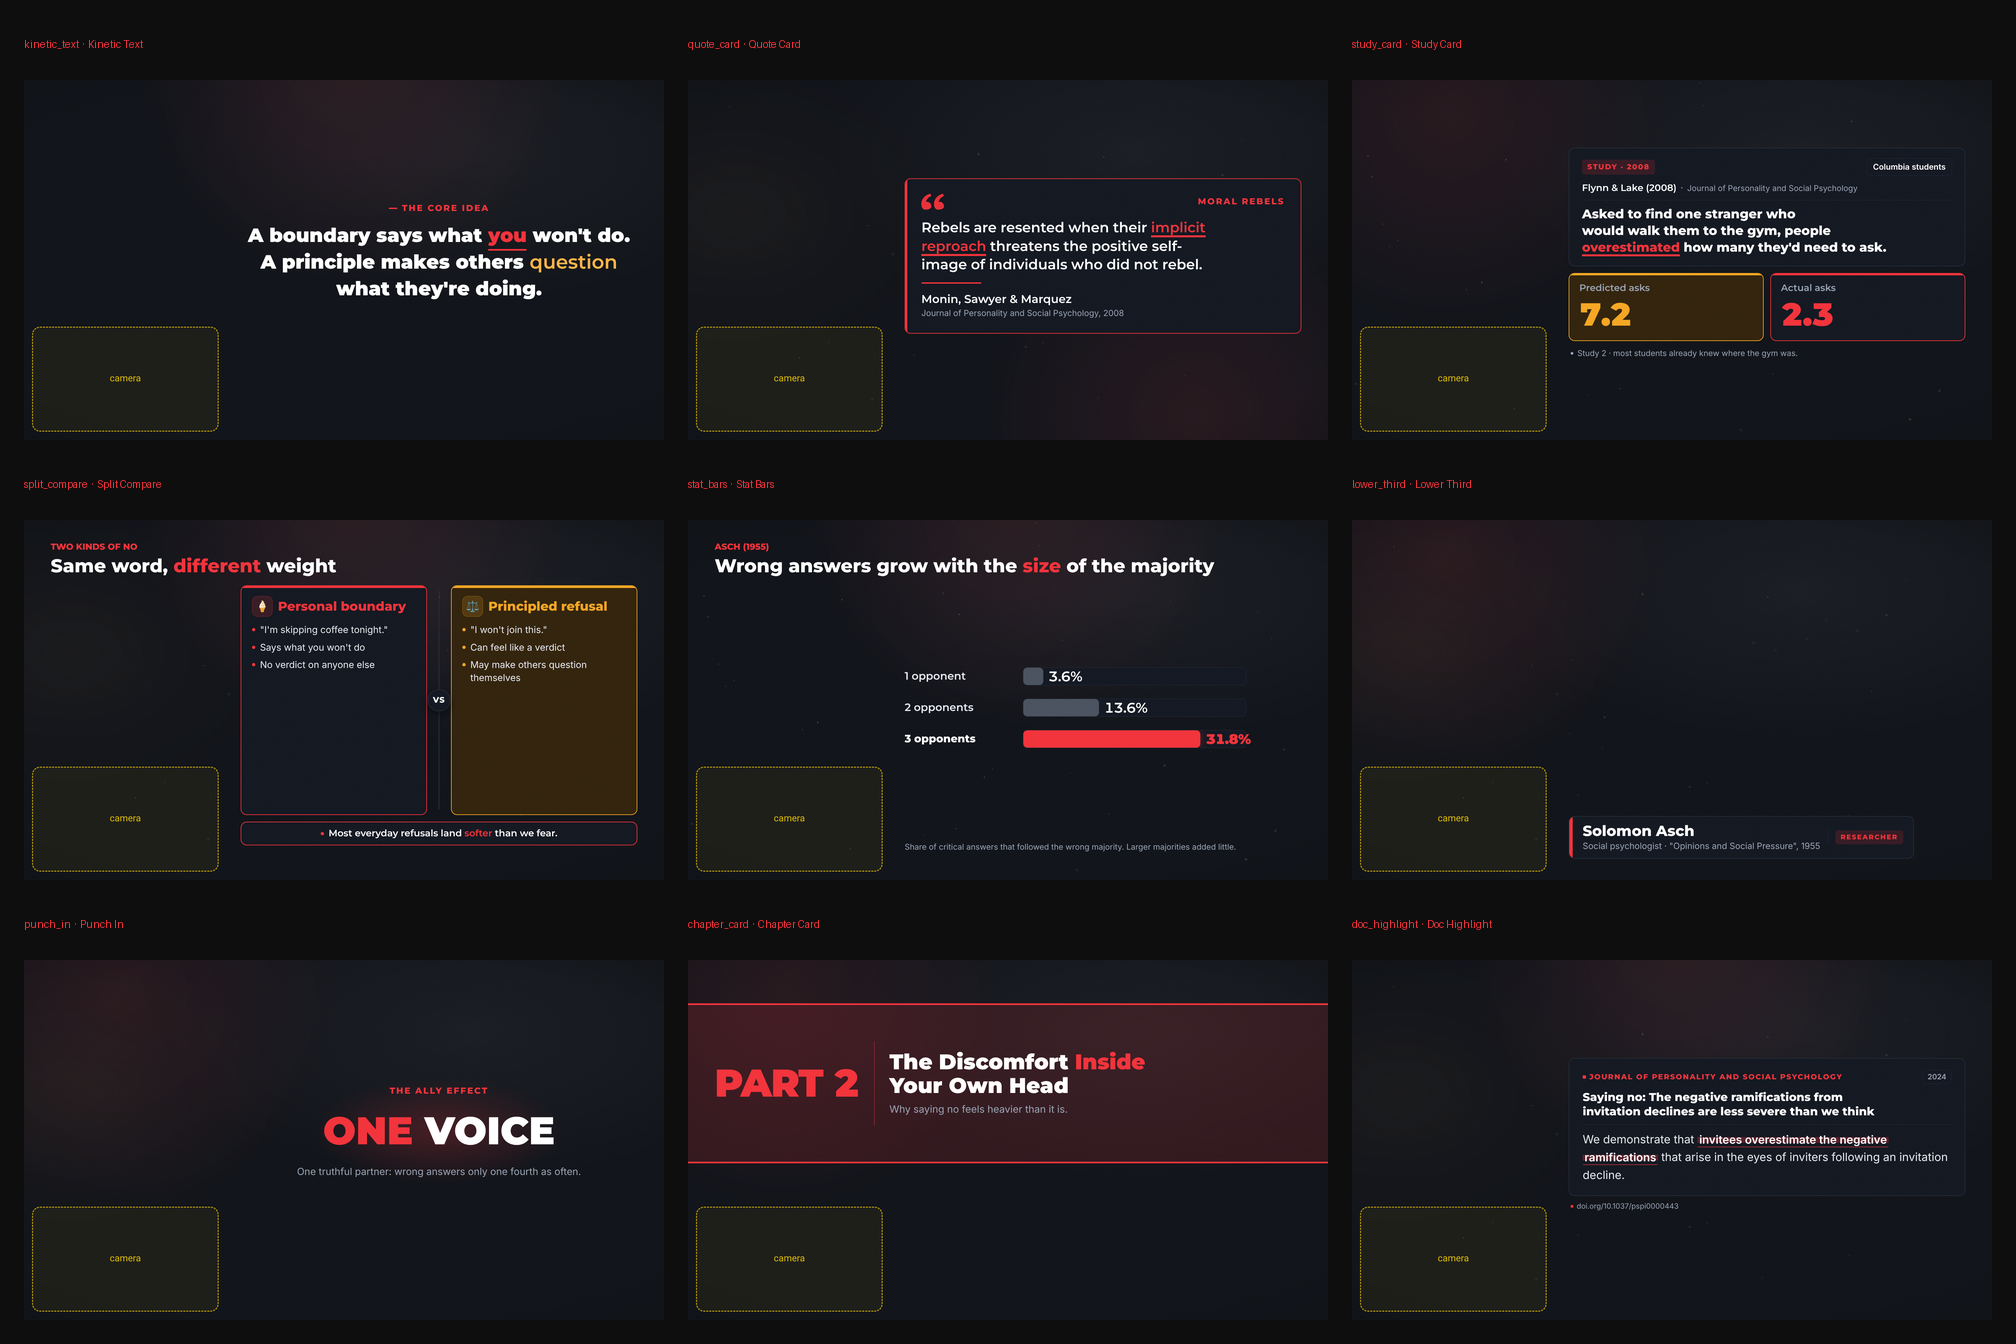 kinetic_text · Kinetic Text
— THE CORE IDEA
A boundary says what you won't do.
A principle makes others question
what they're doing.
camera
quote_card · Quote Card
“
MORAL REBELS
Rebels are resented when their implicit
reproach threatens the positive self-
image of individuals who did not rebel.
Monin, Sawyer & Marquez
Journal of Personality and Social Psychology, 2008
camera
study_card · Study Card
STUDY · 2008
Columbia students
Flynn & Lake (2008) · Journal of Personality and Social Psychology
Asked to find one stranger who
would walk them to the gym, people
overestimated how many they'd need to ask.
Predicted asks
7.2
Actual asks
2.3
• Study 2 · most students already knew where the gym was.
camera
split_compare · Split Compare
TWO KINDS OF NO
Same word, different weight
Personal boundary
• "I'm skipping coffee tonight."
• Says what you won't do
• No verdict on anyone else
VS
Principled refusal
• "I won't join this."
• Can feel like a verdict
• May make others question
themselves
• Most everyday refusals land softer than we fear.
camera
stat_bars · Stat Bars
ASCH (1955)
Wrong answers grow with the size of the majority
1 opponent 3.6%
2 opponents 13.6%
3 opponents 31.8%
Share of critical answers that followed the wrong majority. Larger majorities added little.
camera
lower_third · Lower Third
Solomon Asch
Social psychologist · "Opinions and Social Pressure", 1955
RESEARCHER
camera
punch_in · Punch In
THE ALLY EFFECT
ONE VOICE
One truthful partner: wrong answers only one fourth as often.
camera
chapter_card · Chapter Card
PART 2
The Discomfort Inside
Your Own Head
Why saying no feels heavier than it is.
camera
doc_highlight · Doc Highlight
JOURNAL OF PERSONALITY AND SOCIAL PSYCHOLOGY
2024
Saying no: The negative ramifications from
invitation declines are less severe than we think
We demonstrate that invitees overestimate the negative
ramifications that arise in the eyes of inviters following an invitation
decline.
• doi.org/10.1037/pspi0000443
camera